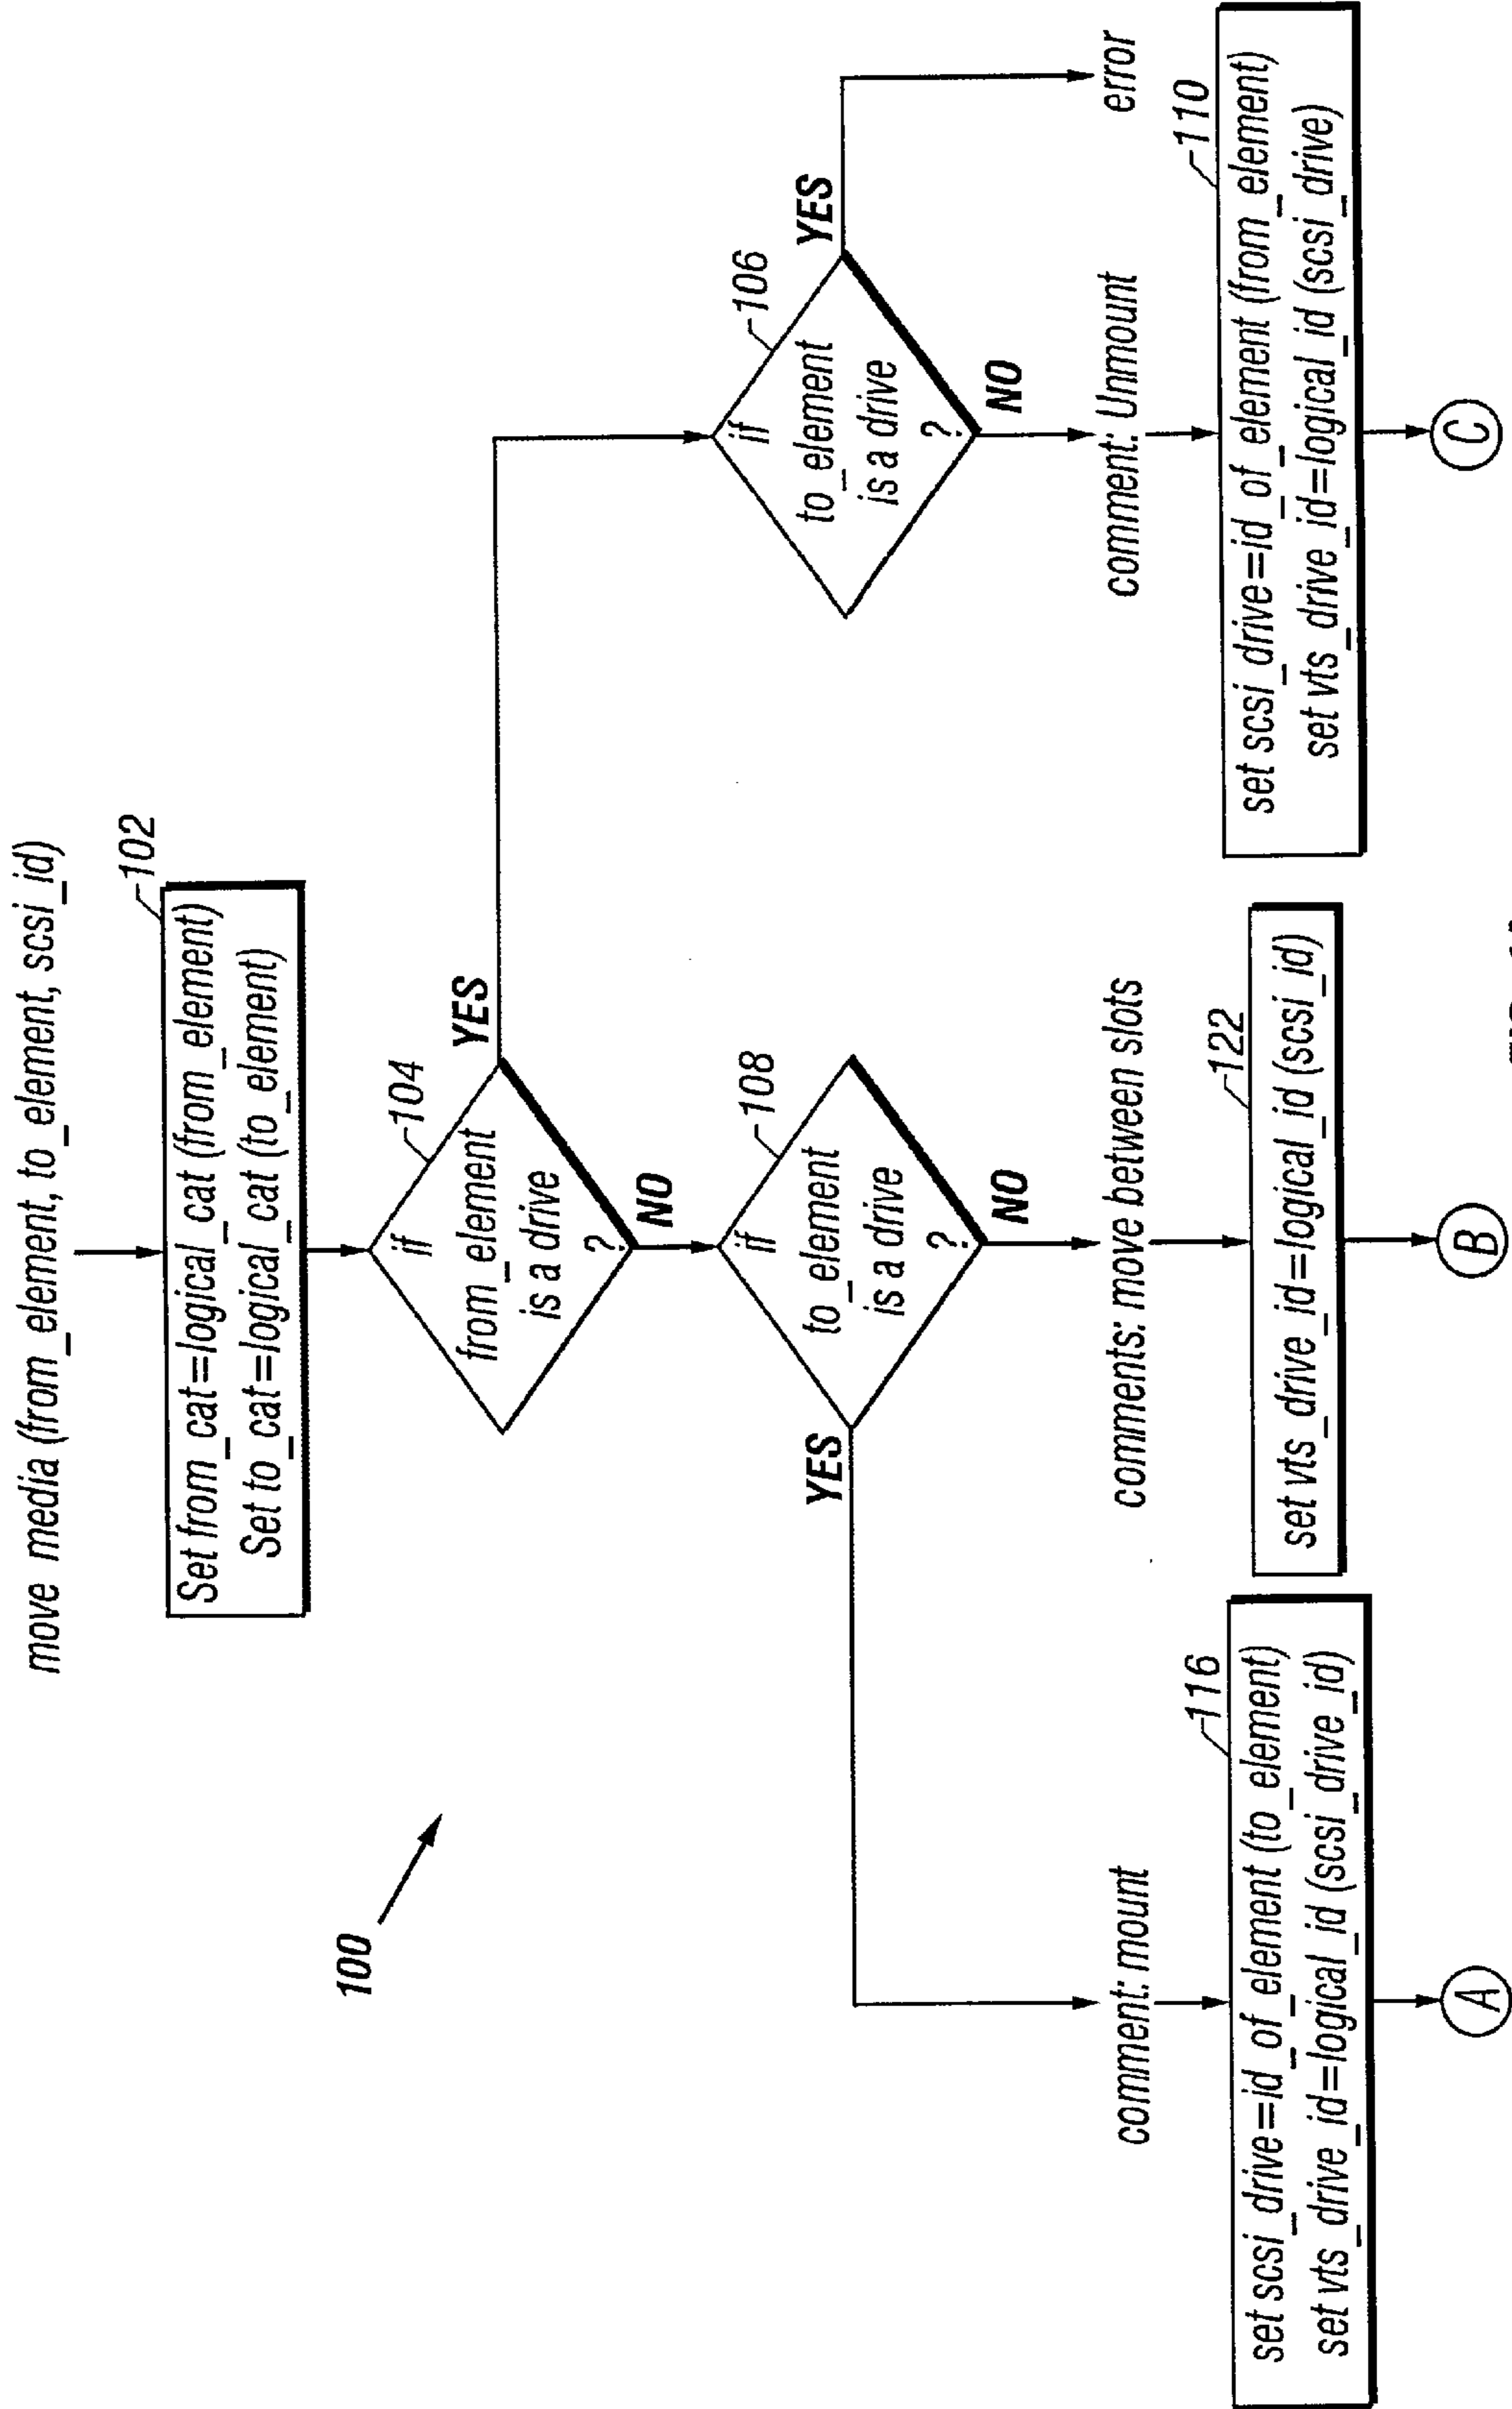 move media (from_element, to_element, scsi_id)
102
Set from_cat=logical_cat (from_element)
Set to_cat=logical_cat (to_element)
100
104
if
from_element
is a drive
?
YES
NO
106
if
to_element
is a drive
?
YES
NO
108
if
to_element
is a drive
?
YES
NO
error
comment: mount
comments: move between slots
comment: Unmount
116
set scsi_drive=id_of_element (to_element)
set vts_drive_id=logical_id (scsi_drive_id)
122
set vts_drive_id=logical_id (scsi_id)
110
set scsi_drive=id_of_element (from_element)
set vts_drive_id=logical_id (scsi_drive)
A
B
C